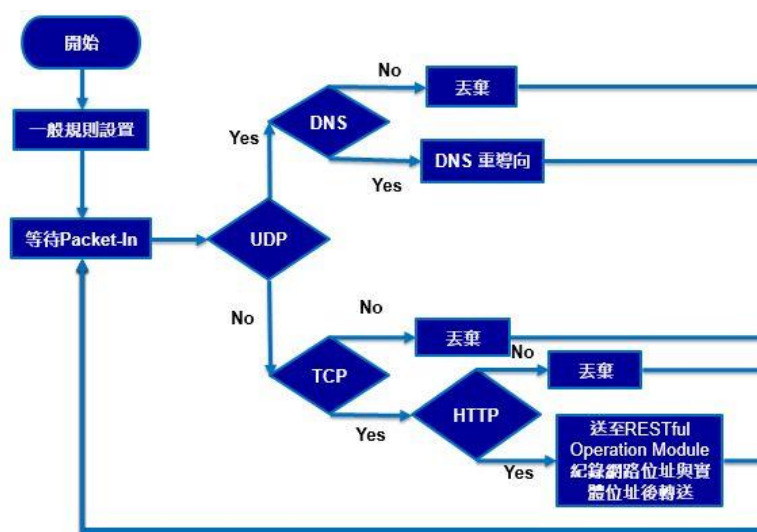 開始
一般規則設置
等待Packet-In
UDP
Yes
DNS
No
丟棄
Yes
DNS 重導向
No
TCP
No
丟棄
Yes
HTTP
No
丟棄
Yes
送至RESTful
Operation Module
紀錄網路位址與實
體位址後轉送